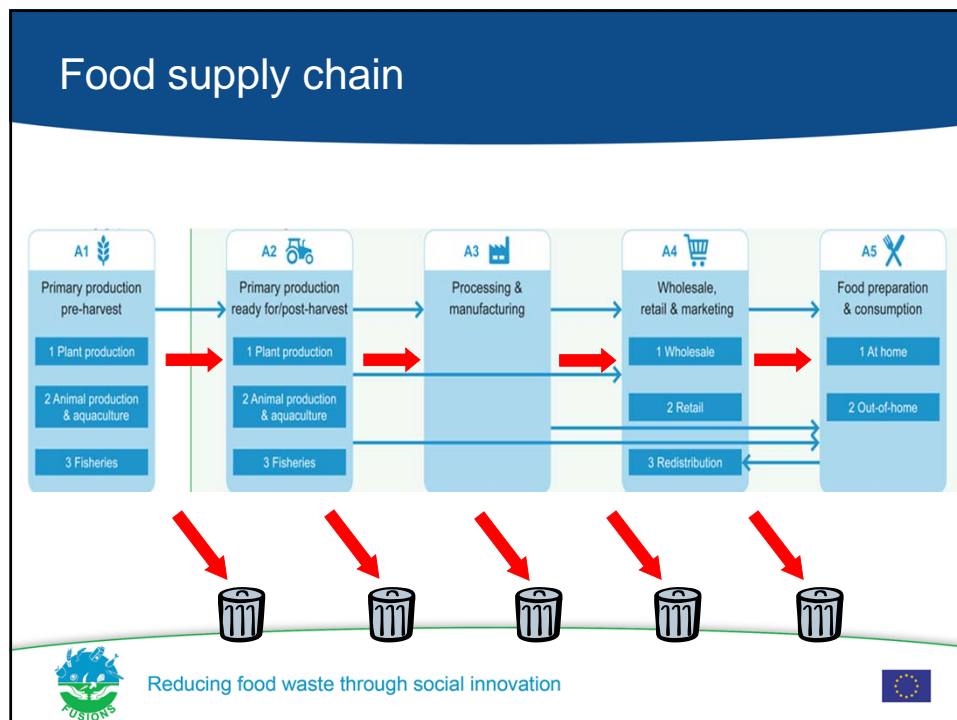 Food supply chain
A1
Primary production
pre-harvest
1 Plant production
2 Animal production
& aquaculture
3 Fisheries
A2
Primary production
ready for/post-harvest
1 Plant production
2 Animal production
& aquaculture
3 Fisheries
A3
Processing &
manufacturing
A4
Wholesale,
retail & marketing
1 Wholesale
2 Retail
3 Redistribution
A5
Food preparation
& consumption
1 At home
2 Out-of-home
FUSIONS
Reducing food waste through social innovation